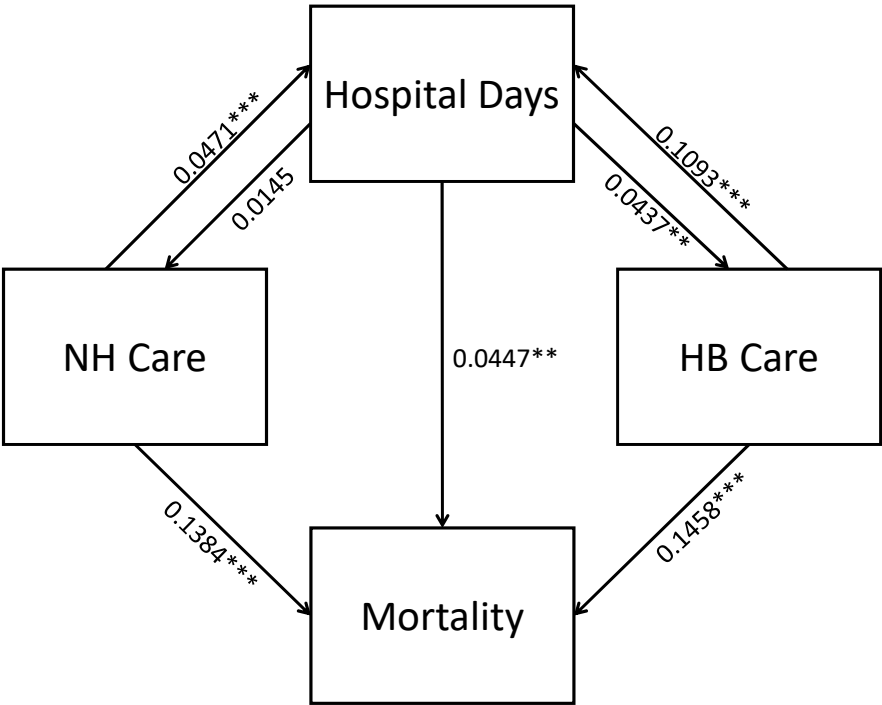 Hospital Days
0.0471***
0.0145
0.1093***
0.0437**
NH Care
0.0447**
HB Care
0.1384***
0.1458***
Mortality